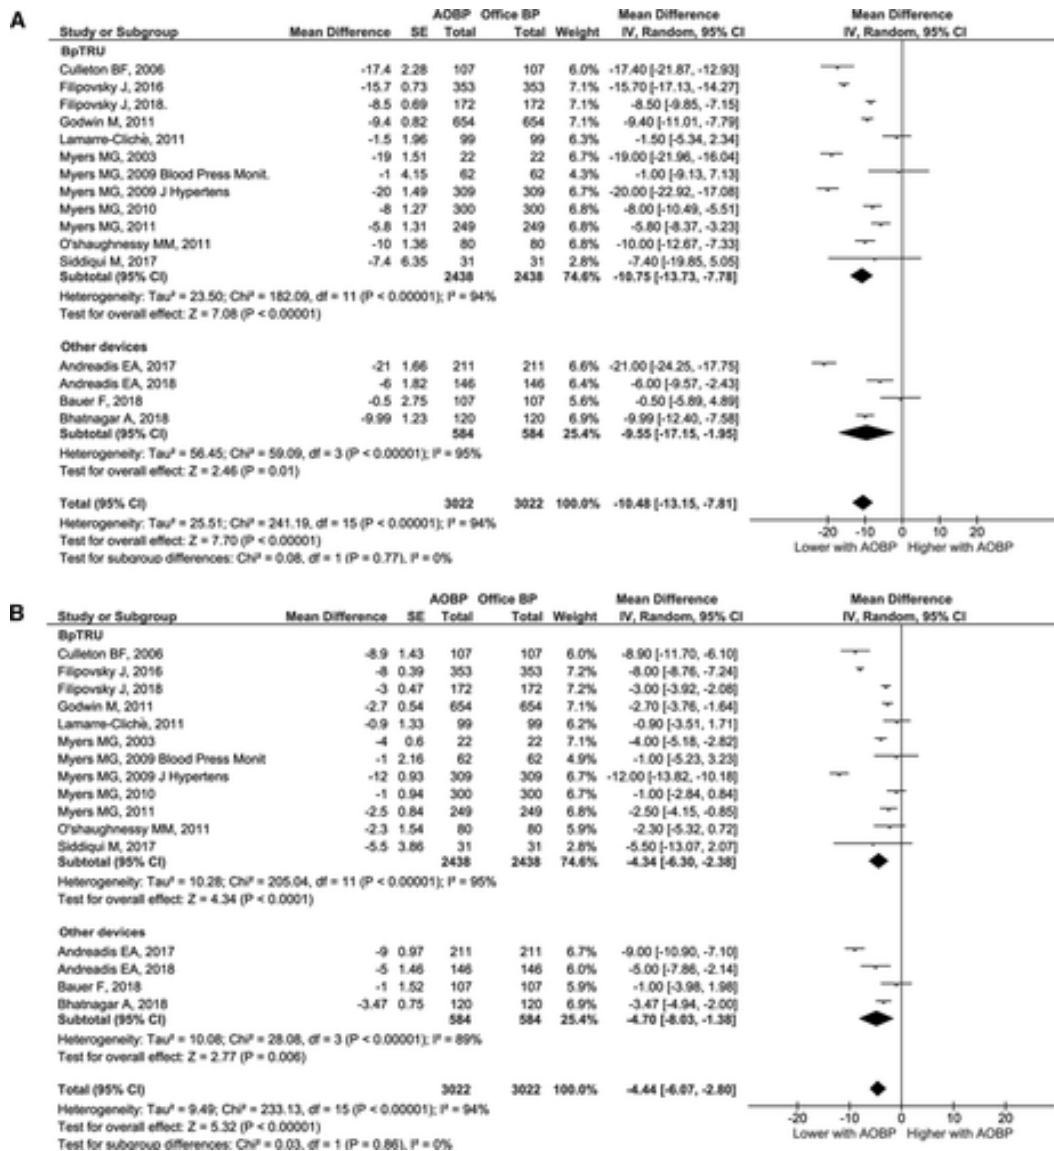 A
AOBP Office BP Mean Difference Mean Difference
Study or Subgroup Mean Difference SE Total Total Weight IV, Random, 95% CI IV, Random, 95% CI
BpTRU
Culleton BF, 2006 -17.4 2.28 107 107 6.0% -17.40 [-21.87, -12.93]
Filipovsky J, 2016 -15.7 0.73 353 353 7.1% -15.70 [-17.13, -14.27]
Filipovsky J, 2018. -8.5 0.69 172 172 7.1% -8.50 [-9.85, -7.15]
Godwin M, 2011 -9.4 0.82 654 654 7.1% -9.40 [-11.01, -7.79]
Lamarre-Clichè, 2011 -1.5 1.96 99 99 6.3% -1.50 [-5.34, 2.34]
Myers MG, 2003 -19 1.51 22 22 6.7% -19.00 [-21.96, -16.04]
Myers MG, 2009 Blood Press Monit. -1 4.15 62 62 4.3% -1.00 [-9.13, 7.13]
Myers MG, 2009 J Hypertens -20 1.49 309 309 6.7% -20.00 [-22.92, -17.08]
Myers MG, 2010 -8 1.27 300 300 6.8% -8.00 [-10.49, -5.51]
Myers MG, 2011 -5.8 1.31 249 249 6.8% -5.80 [-8.37, -3.23]
O'shaughnessy MM, 2011 -10 1.36 80 80 6.8% -10.00 [-12.67, -7.33]
Siddiqui M, 2017 -7.4 6.35 31 31 2.8% -7.40 [-19.85, 5.05]
Subtotal (95% CI) 2438 2438 74.6% -10.75 [-13.73, -7.78]
Heterogeneity: Tau² = 23.50; Chi² = 182.09, df = 11 (P < 0.00001); I² = 94%
Test for overall effect: Z = 7.08 (P < 0.00001)
Other devices
Andreadis EA, 2017 -21 1.66 211 211 6.6% -21.00 [-24.25, -17.75]
Andreadis EA, 2018 -6 1.82 146 146 6.4% -6.00 [-9.57, -2.43]
Bauer F, 2018 -0.5 2.75 107 107 5.6% -0.50 [-5.89, 4.89]
Bhatnagar A, 2018 -9.99 1.23 120 120 6.9% -9.99 [-12.40, -7.58]
Subtotal (95% CI) 584 584 25.4% -9.55 [-17.15, -1.95]
Heterogeneity: Tau² = 56.45; Chi² = 59.09, df = 3 (P < 0.00001); I² = 95%
Test for overall effect: Z = 2.46 (P = 0.01)
Total (95% CI) 3022 3022 100.0% -10.48 [-13.15, -7.81]
Heterogeneity: Tau² = 25.51; Chi² = 241.19, df = 15 (P < 0.00001); I² = 94%
Test for overall effect: Z = 7.70 (P < 0.00001)
Test for subgroup differences: Chi² = 0.08, df = 1 (P = 0.77), I² = 0%
-20 -10 0 10 20
Lower with AOBP Higher with AOBP
B
AOBP Office BP Mean Difference Mean Difference
Study or Subgroup Mean Difference SE Total Total Weight IV, Random, 95% CI IV, Random, 95% CI
BpTRU
Culleton BF, 2006 -8.9 1.43 107 107 6.0% -8.90 [-11.70, -6.10]
Filipovsky J, 2016 -8 0.39 353 353 7.2% -8.00 [-8.76, -7.24]
Filipovsky J, 2018 -3 0.47 172 172 7.2% -3.00 [-3.92, -2.08]
Godwin M, 2011 -2.7 0.54 654 654 7.1% -2.70 [-3.76, -1.64]
Lamarre-Clichè, 2011 -0.9 1.33 99 99 6.2% -0.90 [-3.51, 1.71]
Myers MG, 2003 -4 0.6 22 22 7.1% -4.00 [-5.18, -2.82]
Myers MG, 2009 Blood Press Monit -1 2.16 62 62 4.9% -1.00 [-5.23, 3.23]
Myers MG, 2009 J Hypertens -12 0.93 309 309 6.7% -12.00 [-13.82, -10.18]
Myers MG, 2010 -1 0.94 300 300 6.7% -1.00 [-2.84, 0.84]
Myers MG, 2011 -2.5 0.84 249 249 6.8% -2.50 [-4.15, -0.85]
O'shaughnessy MM, 2011 -2.3 1.54 80 80 5.9% -2.30 [-5.32, 0.72]
Siddiqui M, 2017 -5.5 3.86 31 31 2.8% -5.50 [-13.07, 2.07]
Subtotal (95% CI) 2438 2438 74.6% -4.34 [-6.30, -2.38]
Heterogeneity: Tau² = 10.28; Chi² = 205.04, df = 11 (P < 0.00001); I² = 95%
Test for overall effect: Z = 4.34 (P < 0.0001)
Other devices
Andreadis EA, 2017 -9 0.97 211 211 6.7% -9.00 [-10.90, -7.10]
Andreadis EA, 2018 -5 1.46 146 146 6.0% -5.00 [-7.86, -2.14]
Bauer F, 2018 -1 1.52 107 107 5.9% -1.00 [-3.98, 1.98]
Bhatnagar A, 2018 -3.47 0.75 120 120 6.9% -3.47 [-4.94, -2.00]
Subtotal (95% CI) 584 584 25.4% -4.70 [-8.03, -1.38]
Heterogeneity: Tau² = 10.08; Chi² = 28.08, df = 3 (P < 0.00001); I² = 89%
Test for overall effect: Z = 2.77 (P = 0.006)
Total (95% CI) 3022 3022 100.0% -4.44 [-6.07, -2.80]
Heterogeneity: Tau² = 9.49; Chi² = 233.13, df = 15 (P < 0.00001); I² = 94%
Test for overall effect: Z = 5.32 (P < 0.00001)
Test for subgroup differences: Chi² = 0.03, df = 1 (P = 0.86), I² = 0%
-20 -10 0 10 20
Lower with AOBP Higher with AOBP